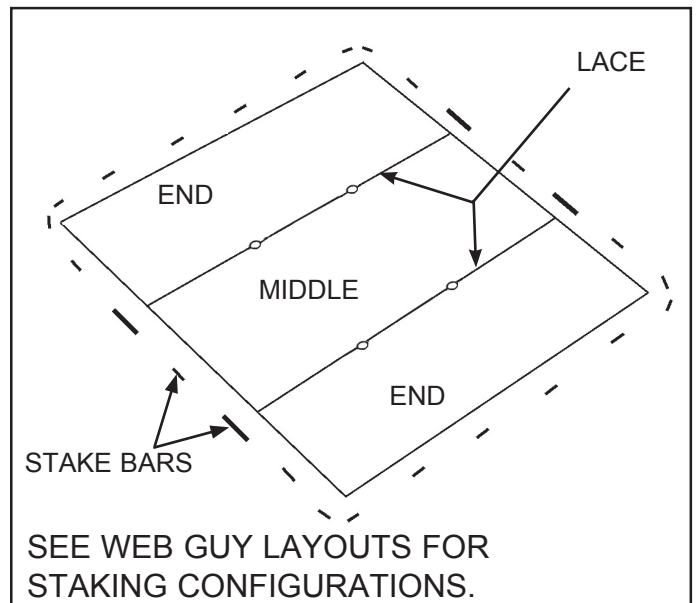 LACE
END
MIDDLE
END
STAKE BARS
SEE WEB GUY LAYOUTS FOR
STAKING CONFIGURATIONS.